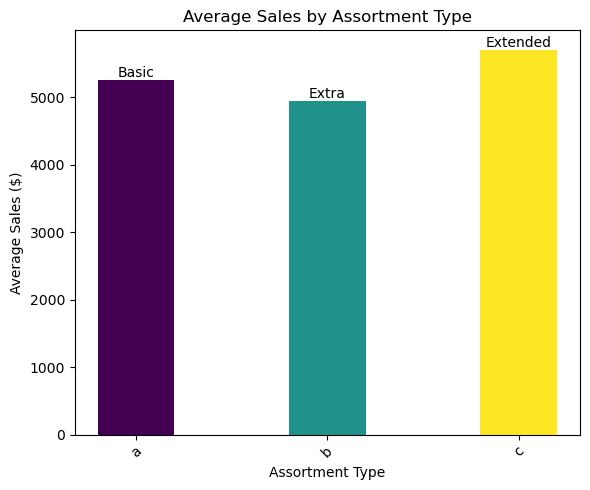 Average Sales by Assortment Type
Average Sales ($)
5000
4000
3000
2000
1000
0
Basic
Extra
Extended
a
b
c
Assortment Type